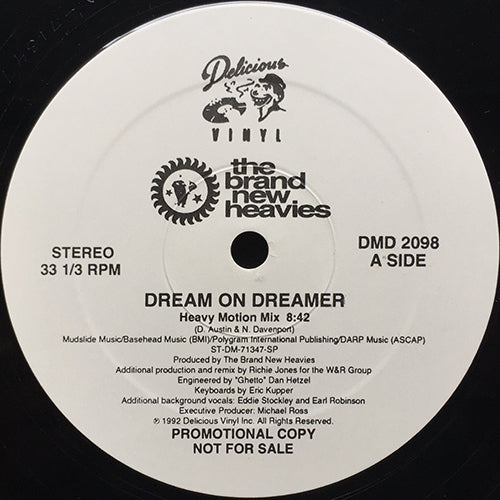 Delicious
VINYL
the
brand
new
heavies
STEREO
33 1/3 RPM
DMD 2098
A SIDE
DREAM ON DREAMER
Heavy Motion Mix 8:42
(D. Austin & N. Davenport)
Mudslide Music/Basehead Music (BMI)/Polygram International Publishing/DARP Music (ASCAP)
ST-DM-71347-SP
Produced by The Brand New Heavies
Additional production and remix by Richie Jones for the W&R Group
Engineered by "Ghetto" Dan Hetzel
Keyboards by Eric Kupper
Additional background vocals: Eddie Stockley and Earl Robinson
Executive Producer: Michael Ross
℗ 1992 Delicious Vinyl Inc. All Rights Reserved.
PROMOTIONAL COPY
NOT FOR SALE